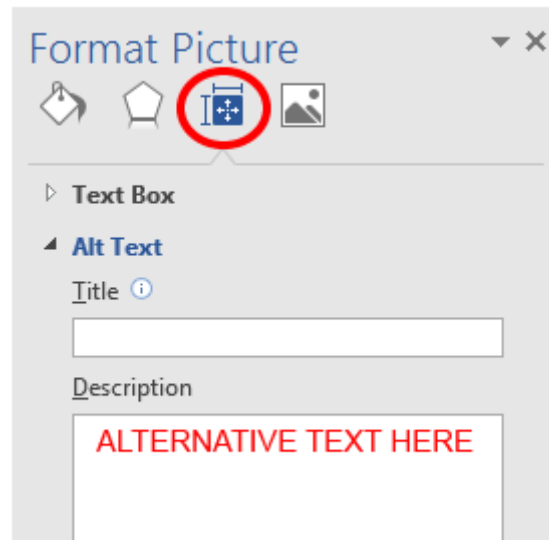 Format Picture
Text Box
Alt Text
Title
Description
ALTERNATIVE TEXT HERE